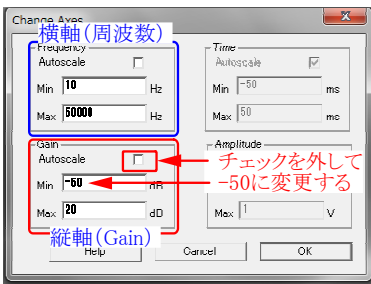 Change Axes
横軸(周波数)
Frequency
Autoscale
Min 10 Hz
Max 50000 Hz
Time
Autoscale
Min -50 ms
Max 50 ms
Gain
Autoscale
Min -50 dB
Max 20 dB
縦軸(Gain)
チェックを外して
-50に変更する
Amplitude
Max 1 V
Help
Cancel
OK